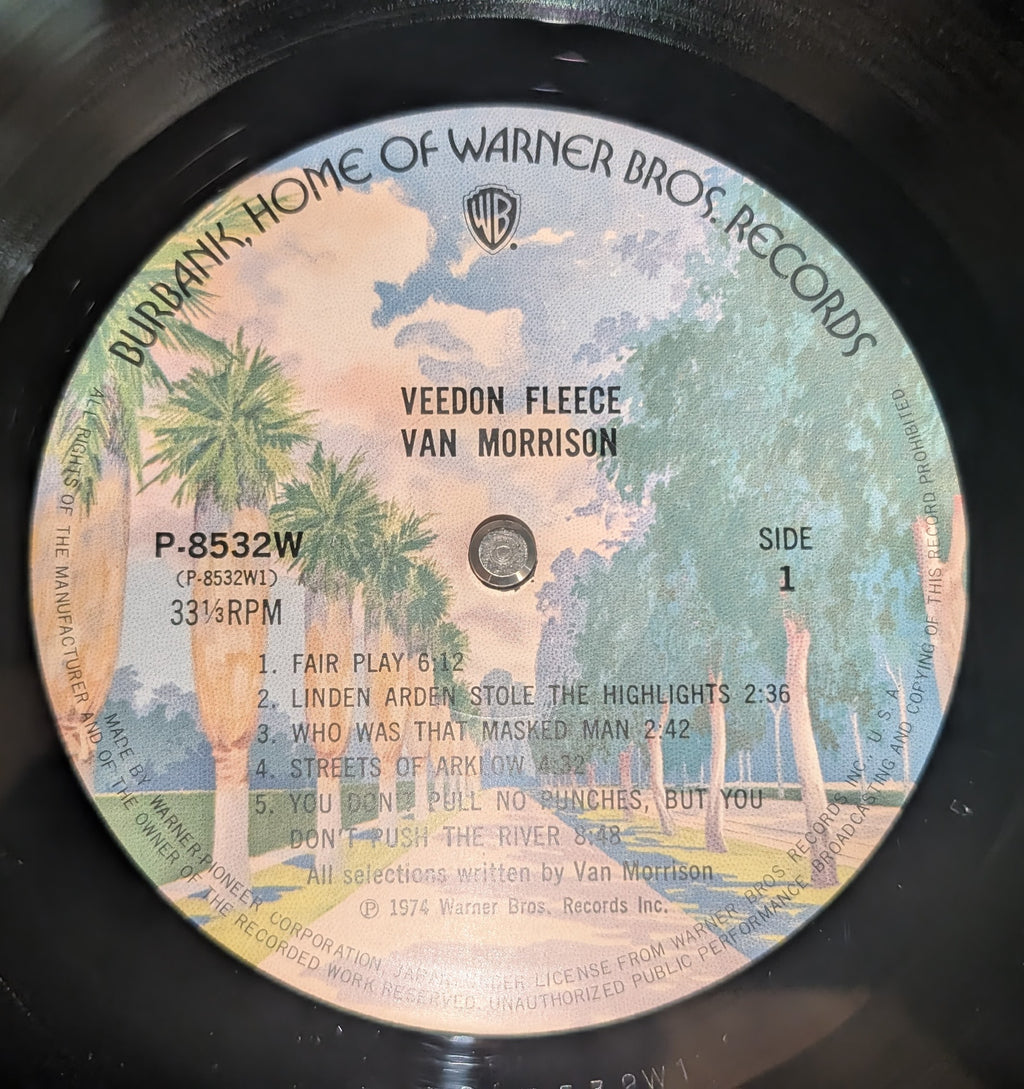 BURBANK, HOME OF WARNER BROS. RECORDS
WB
VEEDON FLEECE
VAN MORRISON
P-8532W
(P-8532W1)
33⅓RPM
SIDE
1
1. FAIR PLAY 6:12
2. LINDEN ARDEN STOLE THE HIGHLIGHTS 2:36
3. WHO WAS THAT MASKED MAN 2:42
4. STREETS OF ARKLOW 4:32
5. YOU DON'T PULL NO PUNCHES, BUT YOU
DON'T PUSH THE RIVER 8:48
All selections written by Van Morrison
Ⓟ 1974 Warner Bros. Records Inc.
MADE BY WARNER-PIONEER CORPORATION, JAPAN UNDER LICENSE FROM WARNER BROS. RECORDS INC., U.S.A.
ALL RIGHTS OF THE MANUFACTURER AND OF THE OWNER OF THE RECORDED WORK RESERVED. UNAUTHORIZED PUBLIC PERFORMANCE, BROADCASTING AND COPYING OF THIS RECORD PROHIBITED